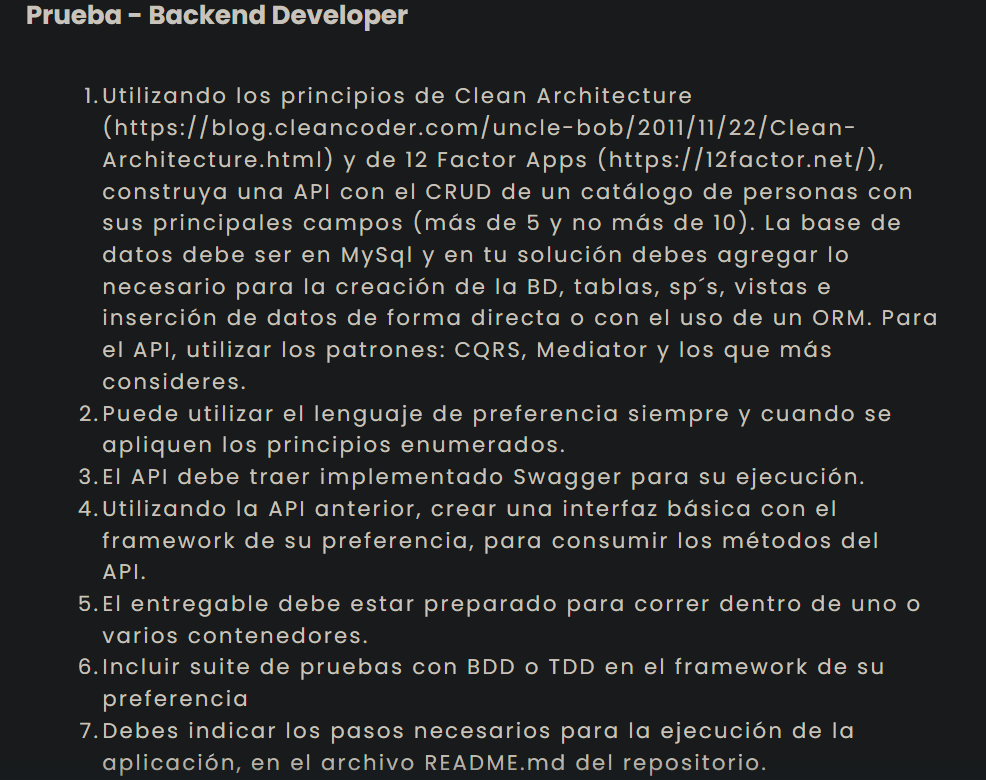 Prueba - Backend Developer
1. Utilizando los principios de Clean Architecture
(https://blog.cleancoder.com/uncle-bob/2011/11/22/Clean-
Architecture.html) y de 12 Factor Apps (https://12factor.net/),
construya una API con el CRUD de un catálogo de personas con
sus principales campos (más de 5 y no más de 10). La base de
datos debe ser en MySql y en tu solución debes agregar lo
necesario para la creación de la BD, tablas, sp´s, vistas e
inserción de datos de forma directa o con el uso de un ORM. Para
el API, utilizar los patrones: CQRS, Mediator y los que más
consideres.
2. Puede utilizar el lenguaje de preferencia siempre y cuando se
apliquen los principios enumerados.
3. El API debe traer implementado Swagger para su ejecución.
4. Utilizando la API anterior, crear una interfaz básica con el
framework de su preferencia, para consumir los métodos del
API.
5. El entregable debe estar preparado para correr dentro de uno o
varios contenedores.
6. Incluir suite de pruebas con BDD o TDD en el framework de su
preferencia
7. Debes indicar los pasos necesarios para la ejecución de la
aplicación, en el archivo README.md del repositorio.